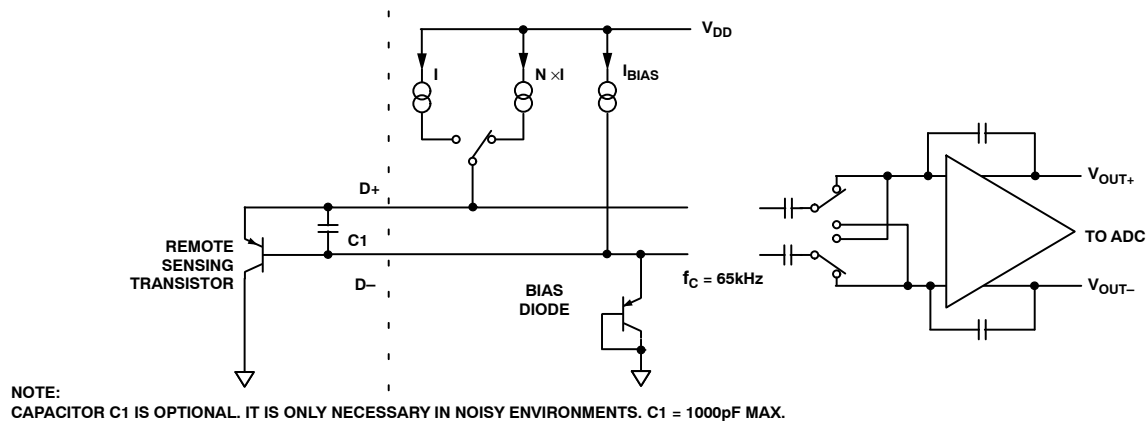 V_DD
I
N ×I
I_BIAS
D+
C1
D–
REMOTE
SENSING
TRANSISTOR
BIAS
DIODE
f_C = 65kHz
V_OUT+
TO ADC
V_OUT–
NOTE:
CAPACITOR C1 IS OPTIONAL. IT IS ONLY NECESSARY IN NOISY ENVIRONMENTS. C1 = 1000pF MAX.